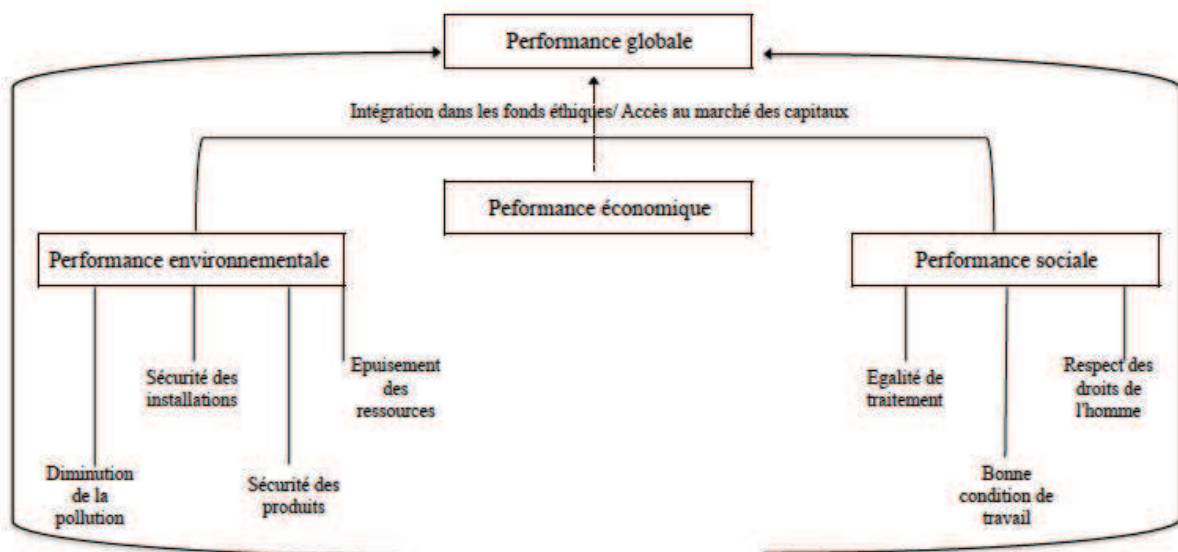 Performance globale
Intégration dans les fonds éthiques/ Accès au marché des capitaux
Peformance économique
Performance environnementale
Performance sociale
Sécurité des
installations
Epuisement
des
ressources
Egalité de
traitement
Respect des
droits de
l'homme
Diminution
de la
pollution
Sécurité des
produits
Bonne
condition de
travail